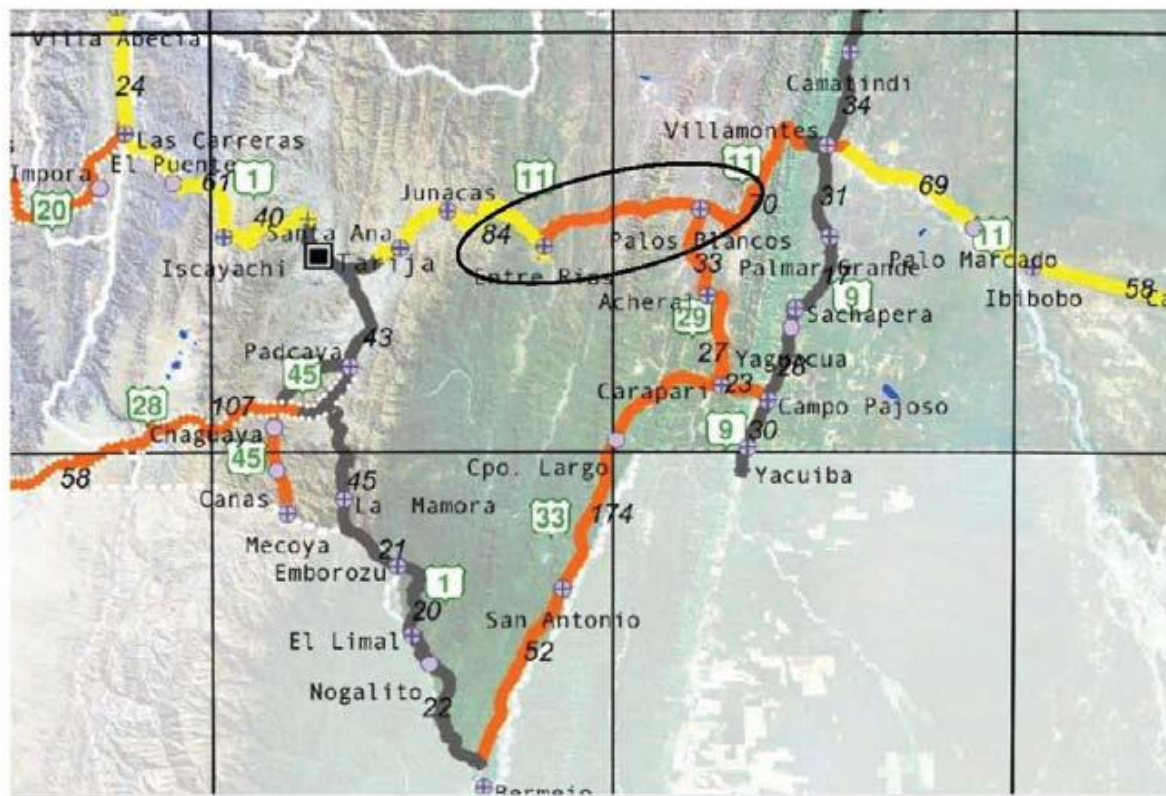 Villa Abecia
24
Camatindi
34
Las Carreras
El Puente
Villamontes
Impora
61
1
11
11
20
Junacas
31
69
40
70
Santa Ana
84
Palos Blancos
11
Iscayachi
Tarija
Entre Rios
33
Palmar Grande
Palo Marcado
17
9
Ibibobo
58
Acheral
29
Sachapera
43
Padcaya
27
Yaguacua
28
45
Carapari
23
28
107
Campo Pajoso
Chaguaya
9
30
45
58
Cpo. Largo
Yacuiba
Canas
45
La Mamora
33
174
Mecoya
21
Emborozu
1
20
San Antonio
El Limal
52
Nogalito
22
Bermejo